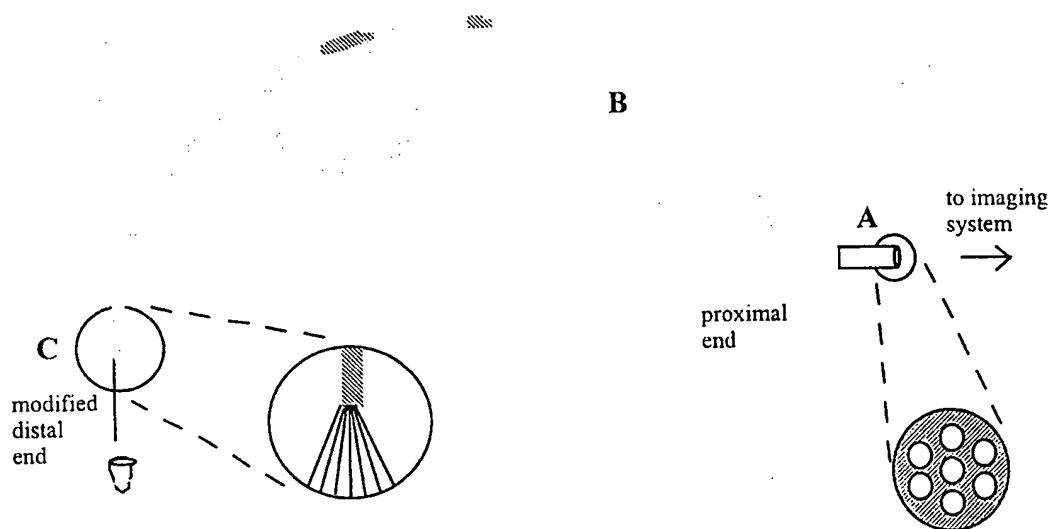 B
A
to imaging
system
proximal
end
C
modified
distal
end